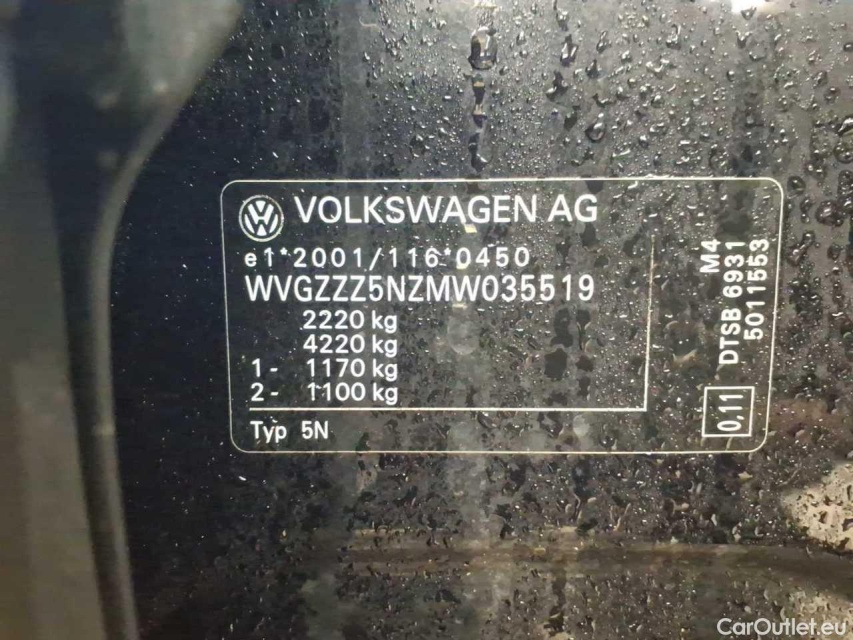 VOLKSWAGEN AG
e1*2001/116*0450
WVGZZZ5NZMW035519
2220 kg
4220 kg
1- 1170 kg
2- 1100 kg
Typ 5N
M4
DTSB 6931
5011553
0,11
CarOutlet.eu